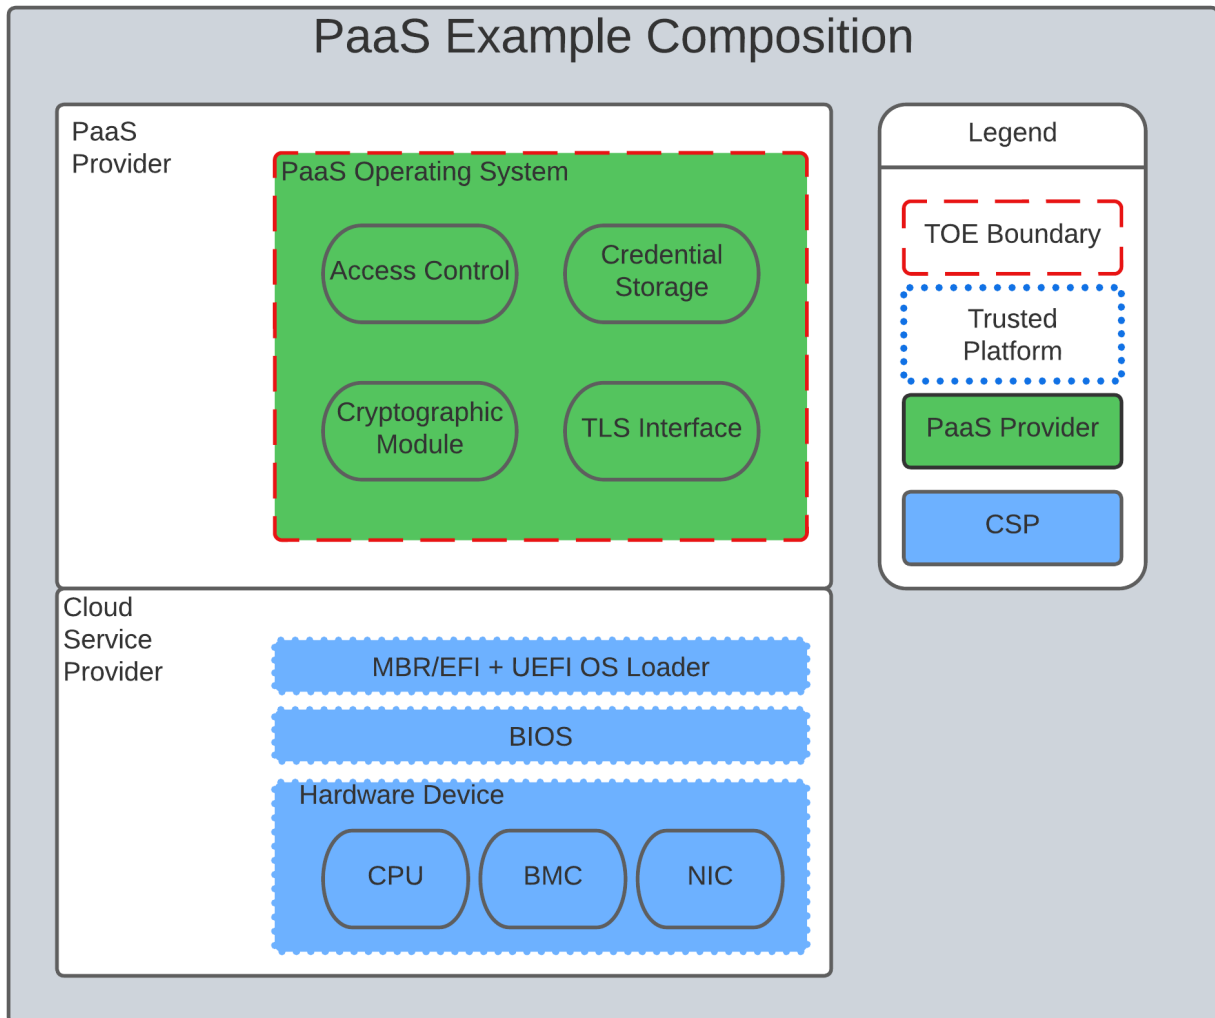 PaaS Example Composition
PaaS
Provider
PaaS Operating System
Access Control
Credential
Storage
Cryptographic
Module
TLS Interface
Cloud
Service
Provider
MBR/EFI + UEFI OS Loader
BIOS
Hardware Device
CPU
BMC
NIC
Legend
TOE Boundary
Trusted
Platform
PaaS Provider
CSP